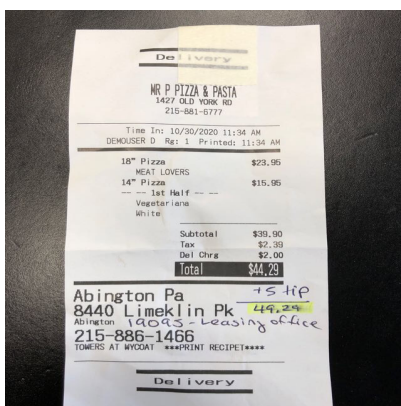 Delivery
MR P PIZZA & PASTA
1427 OLD YORK RD
215-881-6777
Time In: 10/30/2020 11:34 AM
DEMOUSER D Rg: 1 Printed: 11:34 AM
18" Pizza $23.95
MEAT LOVERS
14" Pizza $15.95
-- -- 1st Half -- --
Vegetariana
White
Subtotal $39.90
Tax $2.39
Del Chrg $2.00
Total $44.29
Abington Pa +5 tip
8440 Limeklin Pk 49.29
Abington 19095 - Leasing office
215-886-1466
TOWERS AT WYCOAT ***PRINT RECIPET****
Delivery